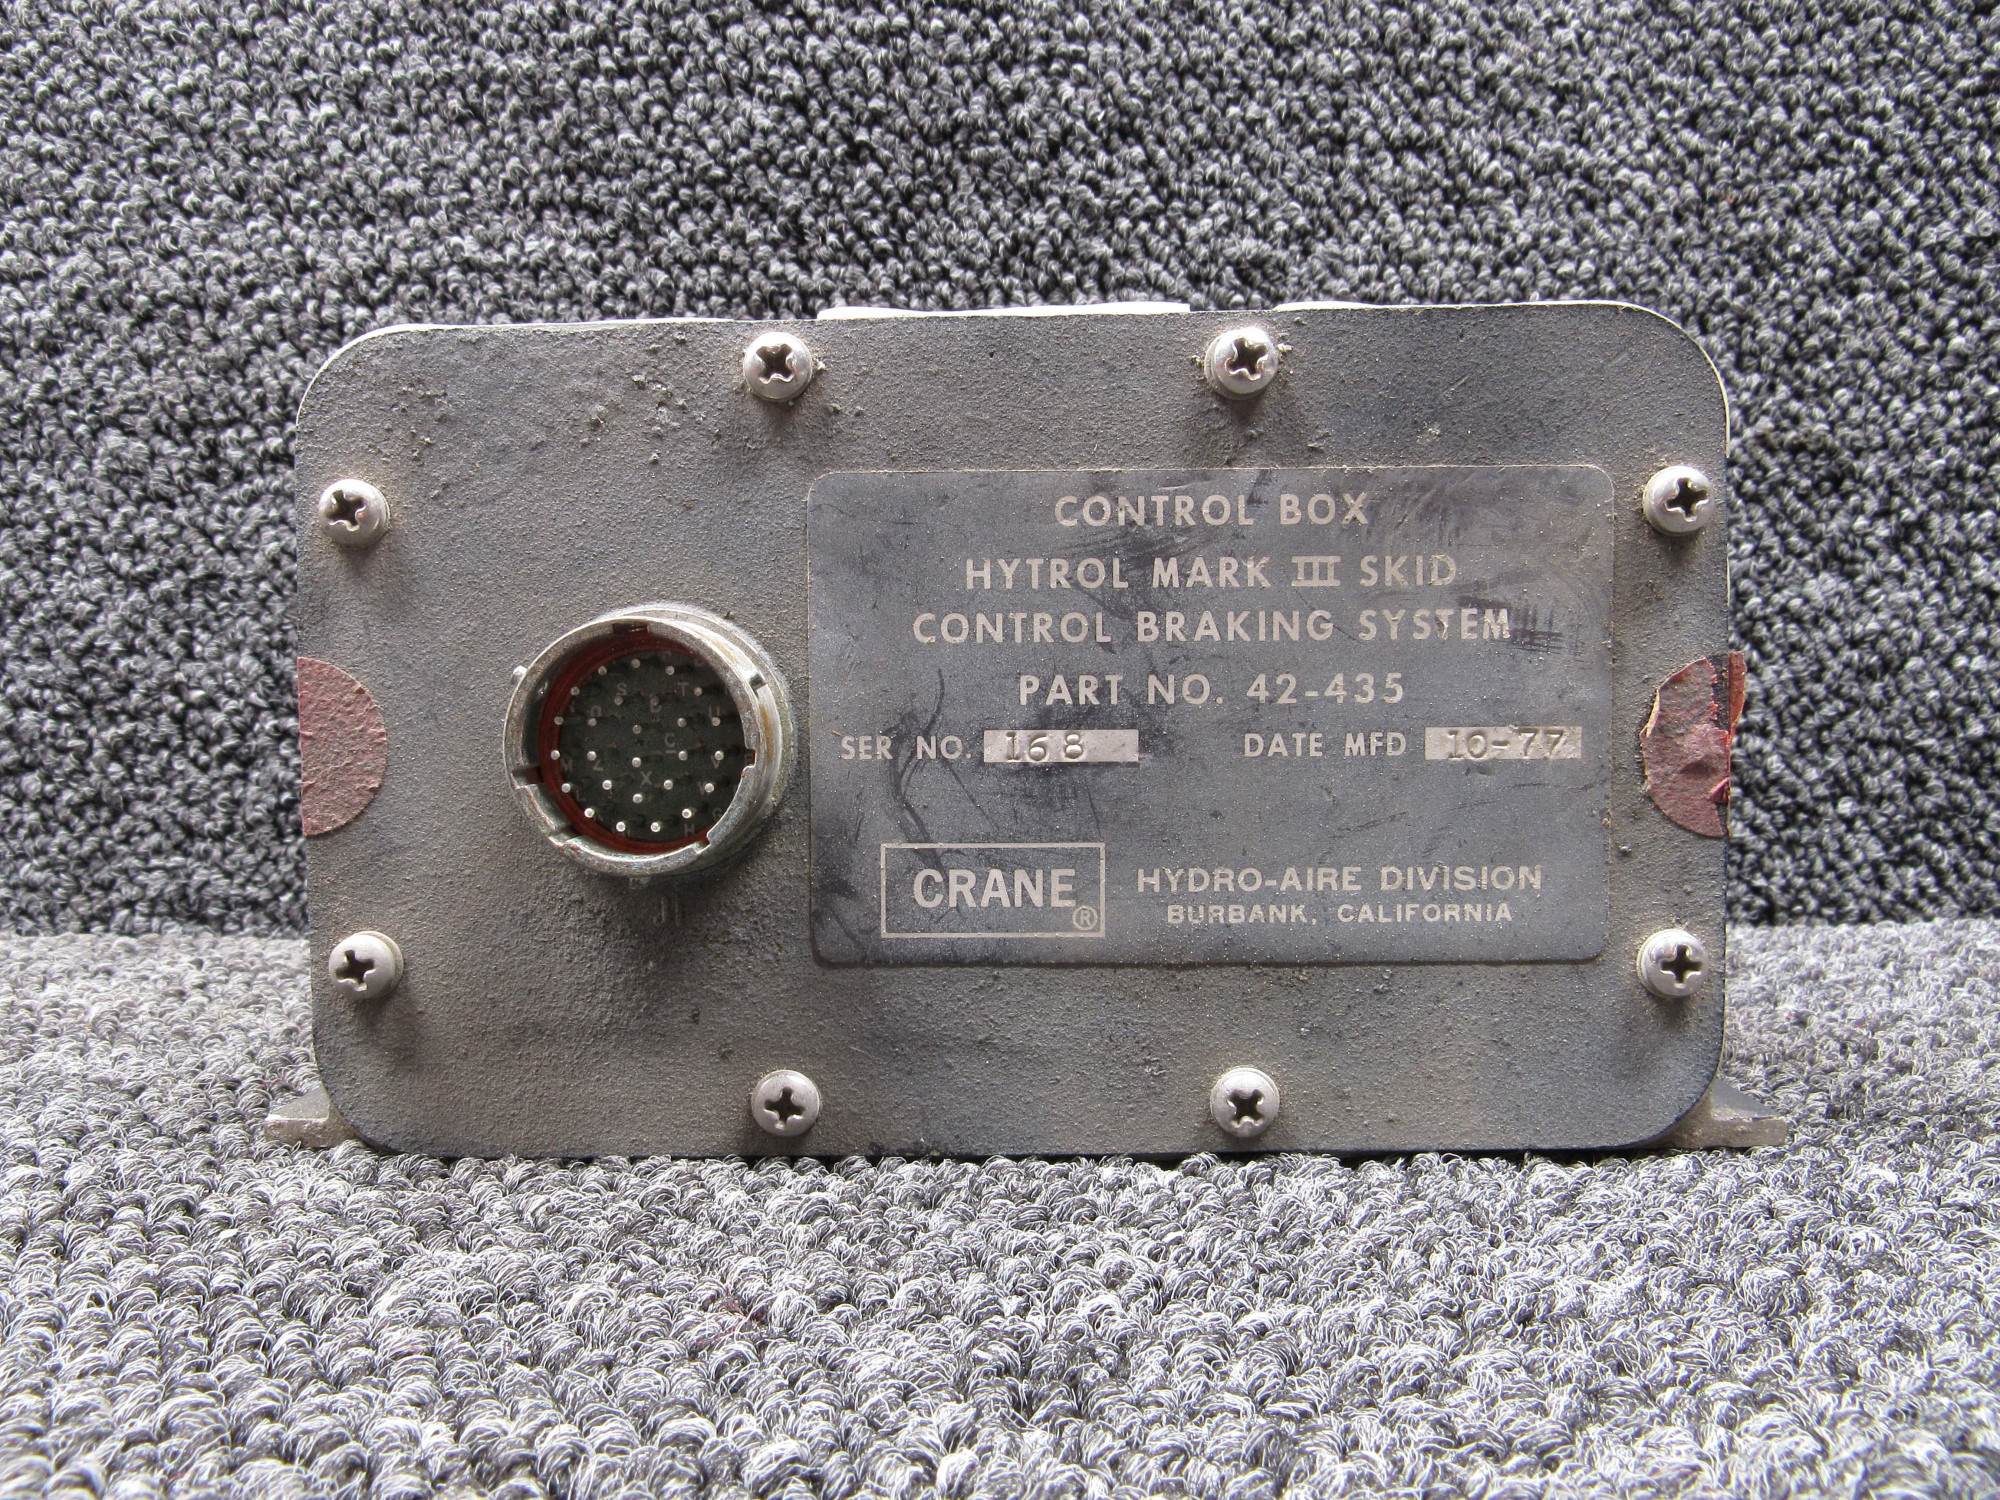 CONTROL BOX
HYTROL MARK III SKID
CONTROL BRAKING SYSTEM
PART NO. 42-435
SER NO. 168 DATE MFD 10-77
CRANE ® HYDRO-AIRE DIVISION
BURBANK, CALIFORNIA
S T
U
C
V
X
H
J1